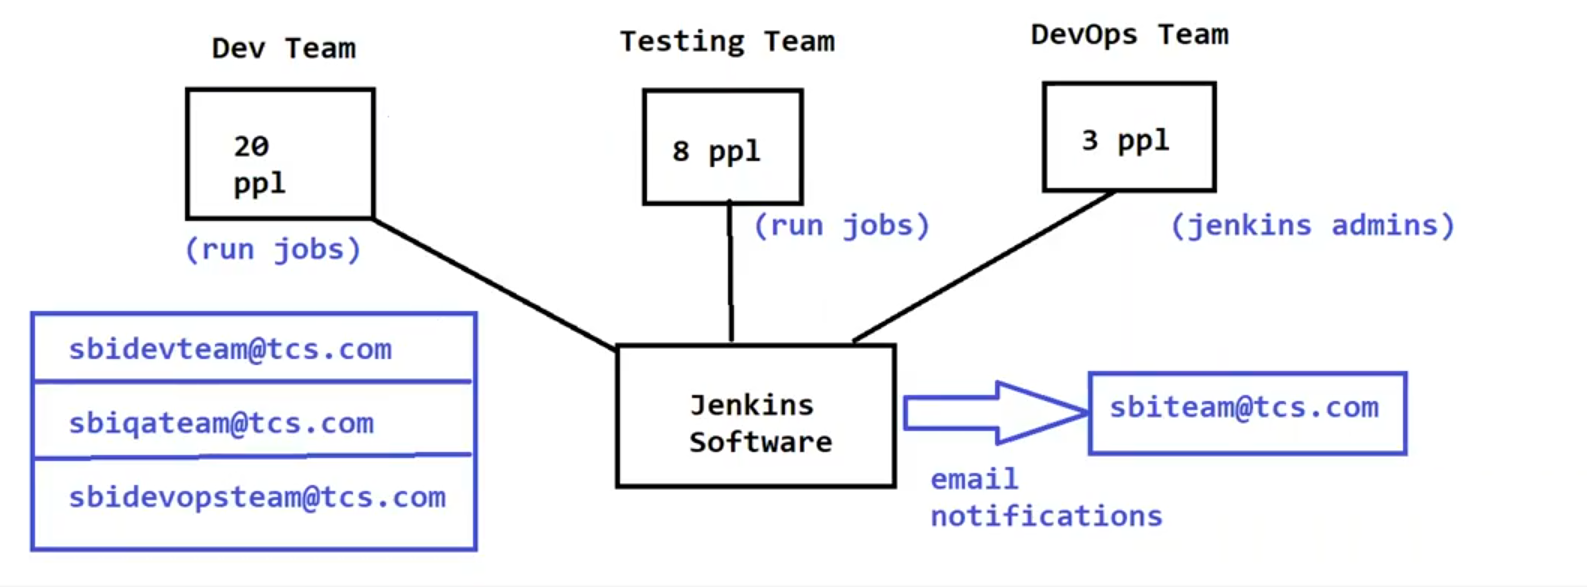 Dev Team
Testing Team
DevOps Team
20
ppl
8 ppl
3 ppl
(run jobs)
(run jobs)
(jenkins admins)
sbidevteam@tcs.com
sbiqateam@tcs.com
sbidevopsteam@tcs.com
Jenkins
Software
sbiteam@tcs.com
email
notifications